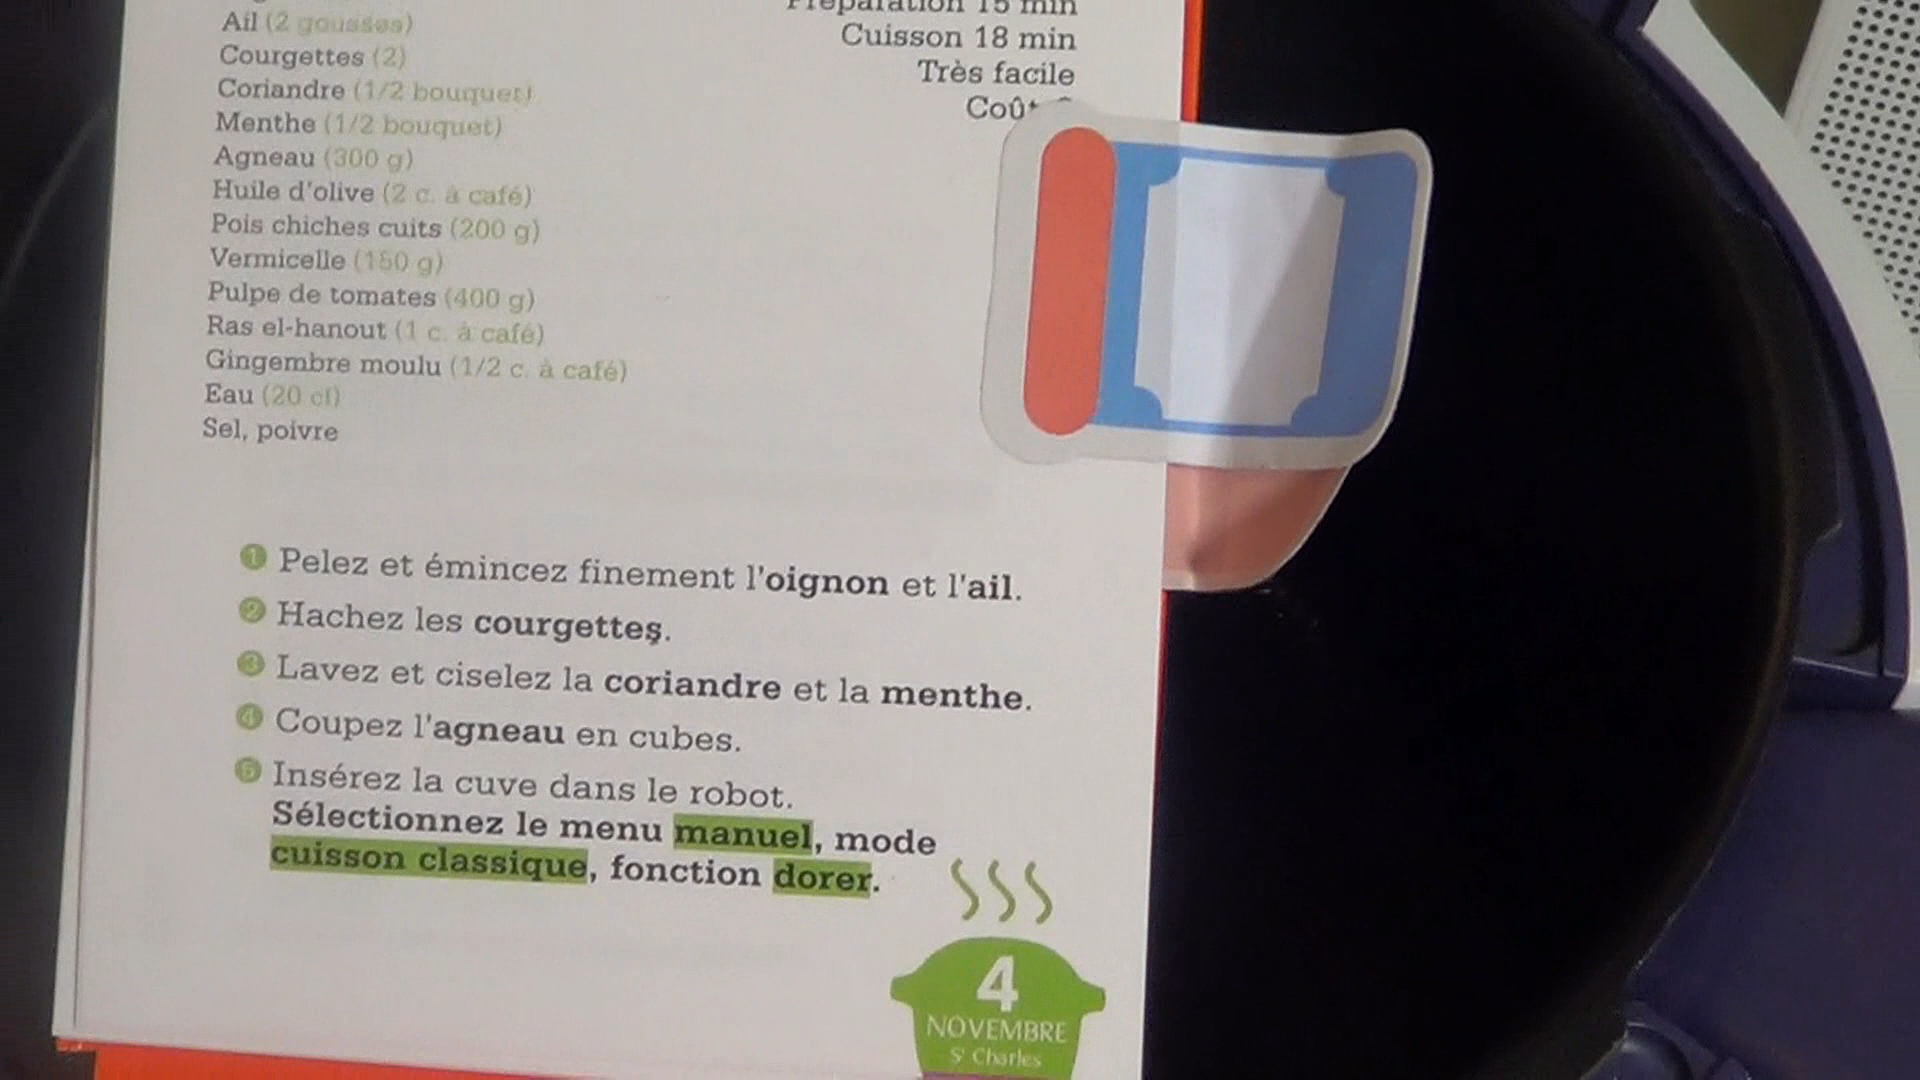 Préparation 15 min
Cuisson 18 min
Très facile
Ail (2 gousses)
Courgettes (2)
Coriandre (1/2 bouquet)
Menthe (1/2 bouquet)
Agneau (300 g)
Huile d'olive (2 c. à café)
Pois chiches cuits (200 g)
Vermicelle (150 g)
Pulpe de tomates (400 g)
Ras el-hanout (1 c. à café)
Gingembre moulu (1/2 c. à café)
Eau (20 cl)
Sel, poivre
1 Pelez et émincez finement l'oignon et l'ail.
2 Hachez les courgettes.
3 Lavez et ciselez la coriandre et la menthe.
4 Coupez l'agneau en cubes.
5 Insérez la cuve dans le robot.
Sélectionnez le menu manuel, mode
cuisson classique, fonction dorer.
4
NOVEMBRE
St Charles